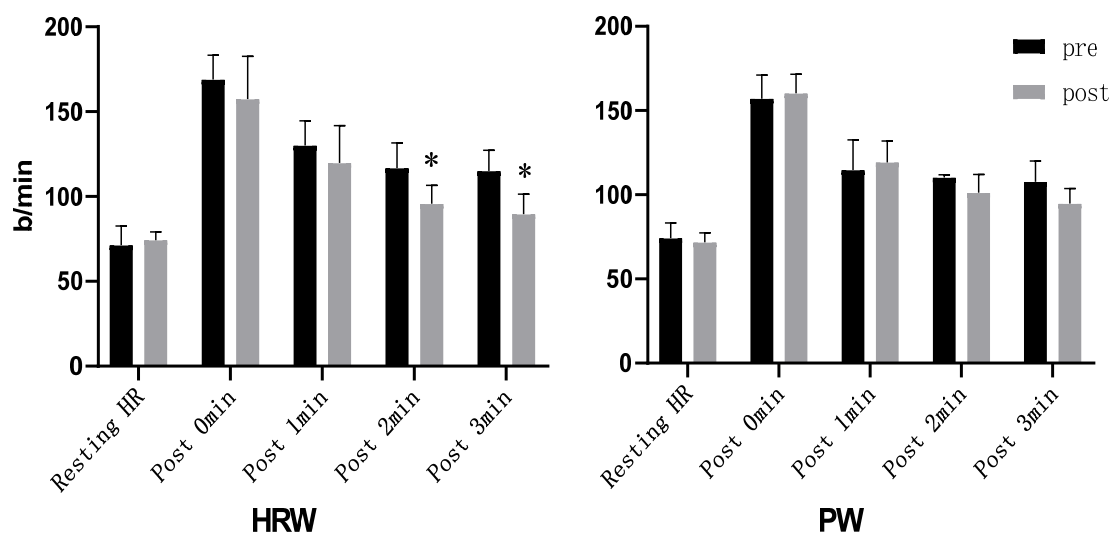 b/min
200
150
100
50
0
*
*
Resting HR
Post 0min
Post 1min
Post 2min
Post 3min
HRW
200
150
100
50
0
Resting HR
Post 0min
Post 1min
Post 2min
Post 3min
PW
pre
post